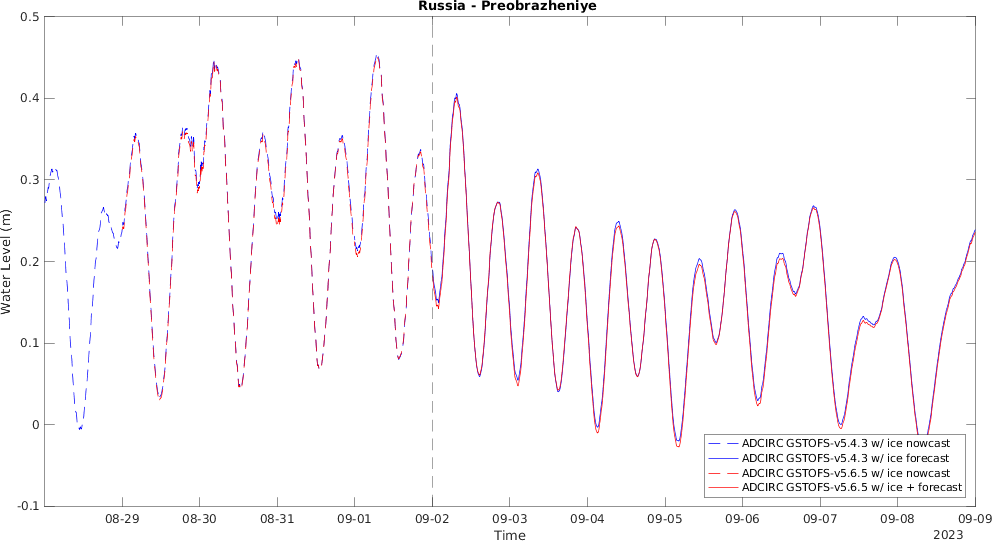 Russia - Preobrazheniye
0.5
0.4
0.3
0.2
0.1
0
-0.1
Water Level (m)
08-29 08-30 08-31 09-01 09-02 09-03 09-04 09-05 09-06 09-07 09-08 09-09
Time
2023
ADCIRC GSTOFS-v5.4.3 w/ ice nowcast
ADCIRC GSTOFS-v5.4.3 w/ ice forecast
ADCIRC GSTOFS-v5.6.5 w/ ice nowcast
ADCIRC GSTOFS-v5.6.5 w/ ice + forecast